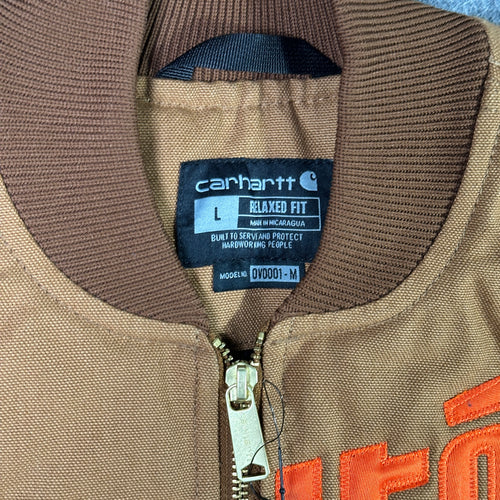 carhartt
L
RELAXED FIT
MADE IN NICARAGUA
BUILT TO SERVE AND PROTECT
HARDWORKING PEOPLE
MODEL NO. OV0001-M